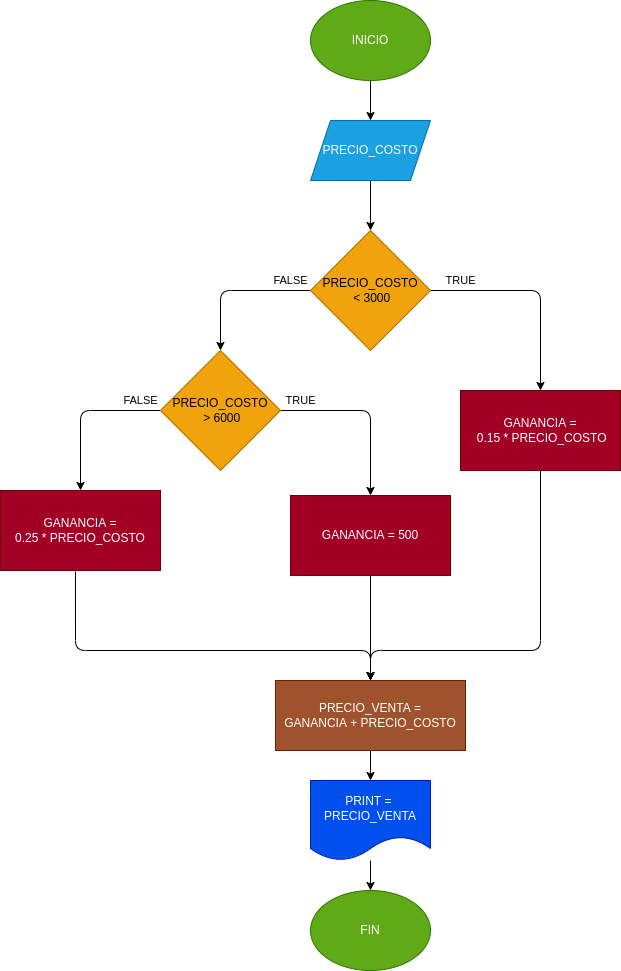 INICIO
PRECIO_COSTO
PRECIO_COSTO
< 3000
FALSE
TRUE
PRECIO_COSTO
> 6000
FALSE
TRUE
GANANCIA =
0.15 * PRECIO_COSTO
GANANCIA =
0.25 * PRECIO_COSTO
GANANCIA = 500
PRECIO_VENTA =
GANANCIA + PRECIO_COSTO
PRINT =
PRECIO_VENTA
FIN